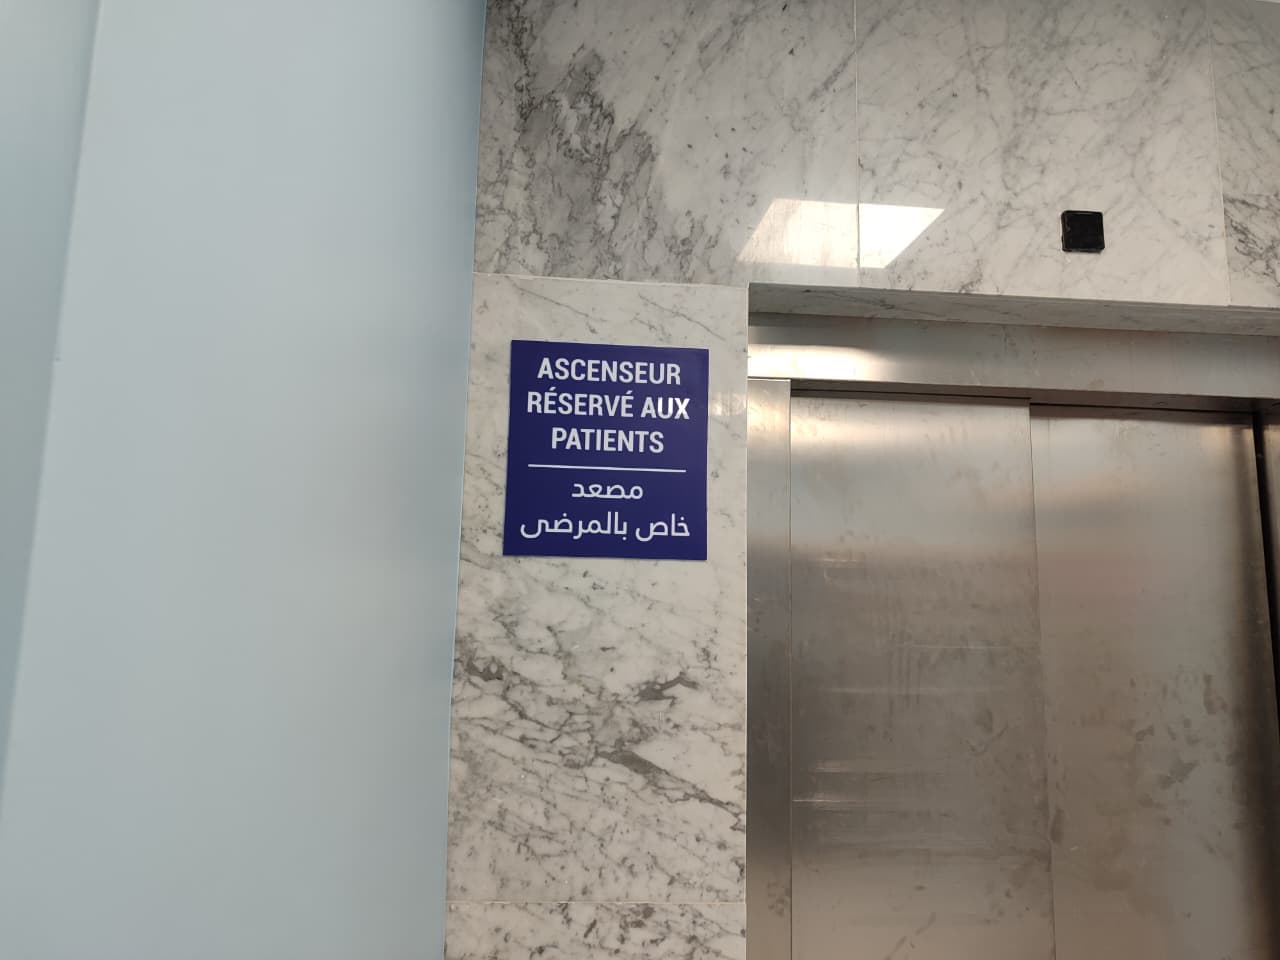 ASCENSEUR
RÉSERVÉ AUX
PATIENTS
مصعد
خاص بالمرضى